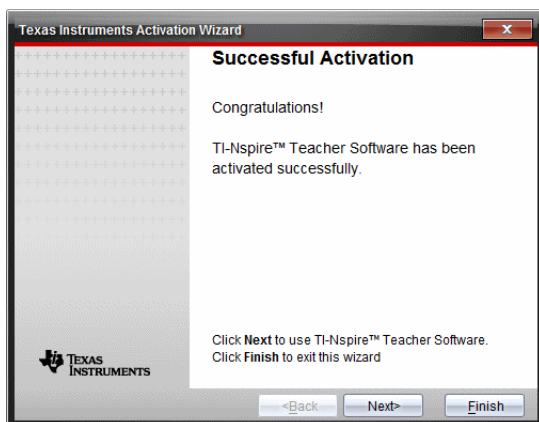 Texas Instruments Activation Wizard
x
Successful Activation
Congratulations!
TI-Nspire™ Teacher Software has been
activated successfully.
Click Next to use TI-Nspire™ Teacher Software.
Click Finish to exit this wizard
TEXAS
INSTRUMENTS
<Back Next> Finish